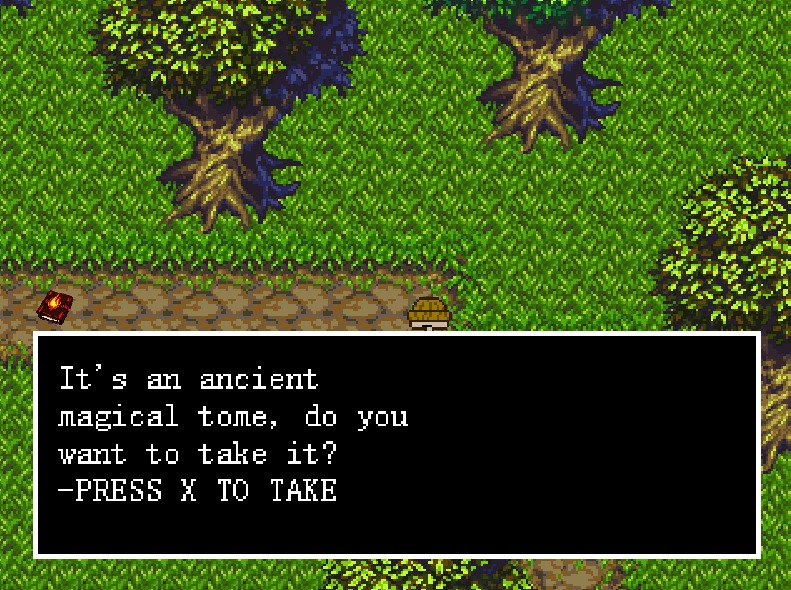 It's an ancient
magical tome, do you
want to take it?
-PRESS X TO TAKE